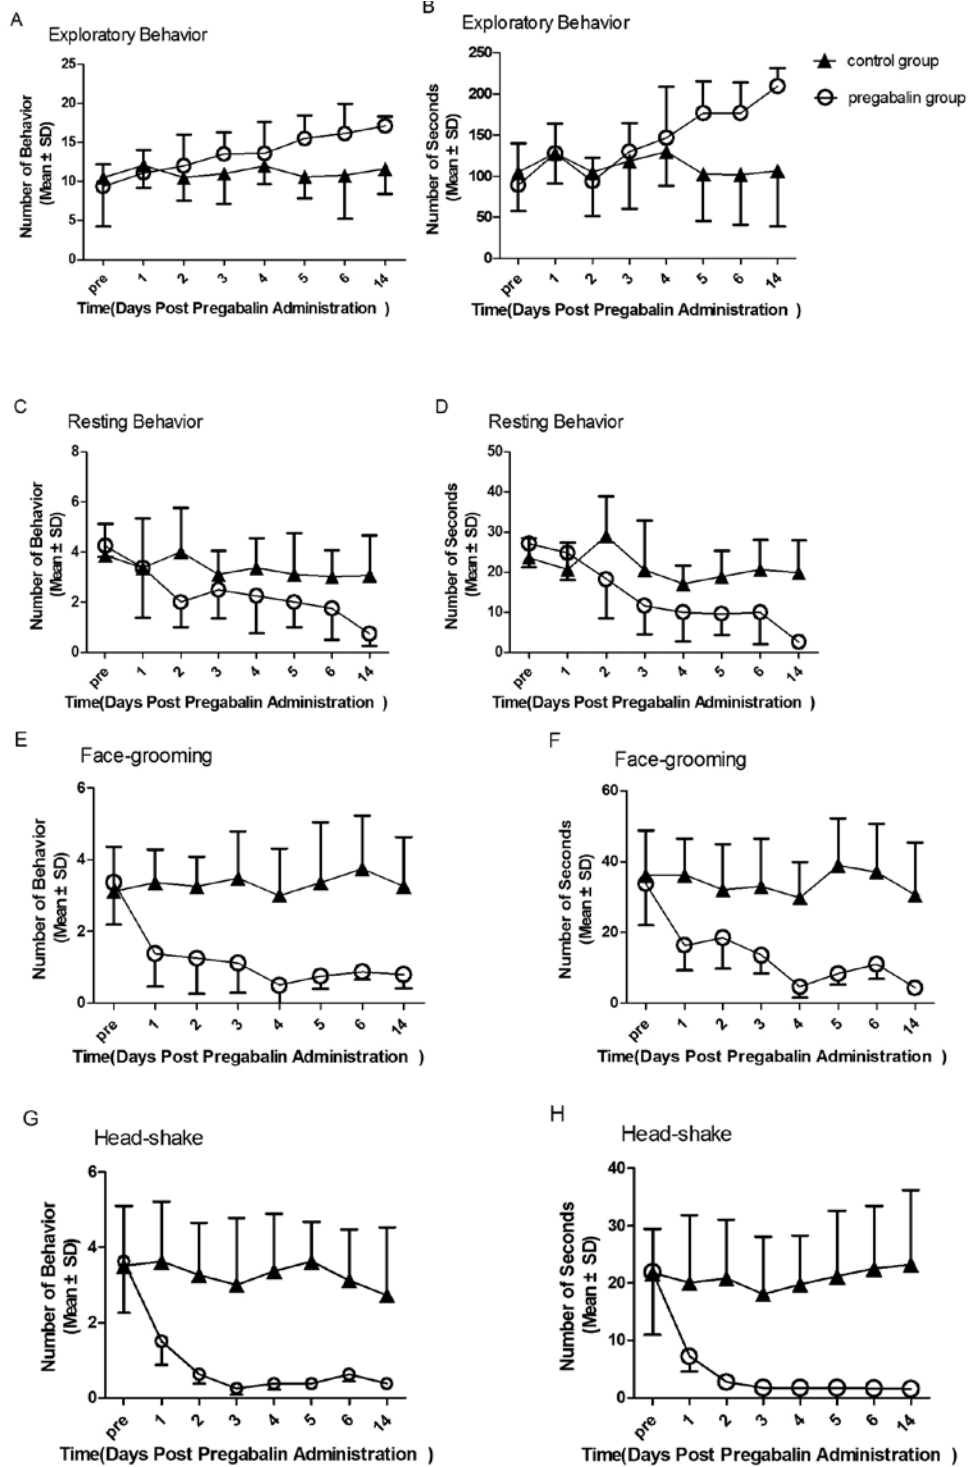 A
Exploratory Behavior
Number of Behavior
(Mean ± SD)
25
20
15
10
5
0
pre 1 2 3 4 5 6 14
Time(Days Post Pregabalin Administration )
B
Exploratory Behavior
Number of Seconds
(Mean ± SD)
250
200
150
100
50
0
pre 1 2 3 4 5 6 14
Time(Days Post Pregabalin Administration )
control group
pregabalin group
C
Resting Behavior
Number of Behavior
(Mean ± SD)
8
6
4
2
0
pre 1 2 3 4 5 6 14
Time(Days Post Pregabalin Administration )
D
Resting Behavior
Number of Seconds
(Mean ± SD)
50
40
30
20
10
0
pre 1 2 3 4 5 6 14
Time(Days Post Pregabalin Administration )
E
Face-grooming
Number of Behavior
(Mean ± SD)
6
4
2
0
pre 1 2 3 4 5 6 14
Time(Days Post Pregabalin Administration )
F
Face-grooming
Number of Seconds
(Mean ± SD)
60
40
20
0
pre 1 2 3 4 5 6 14
Time(Days Post Pregabalin Administration )
G
Head-shake
Number of Behavior
(Mean ± SD)
6
4
2
0
pre 1 2 3 4 5 6 14
Time(Days Post Pregabalin Administration )
H
Head-shake
Number of Seconds
(Mean ± SD)
40
30
20
10
0
pre 1 2 3 4 5 6 14
Time(Days Post Pregabalin Administration )